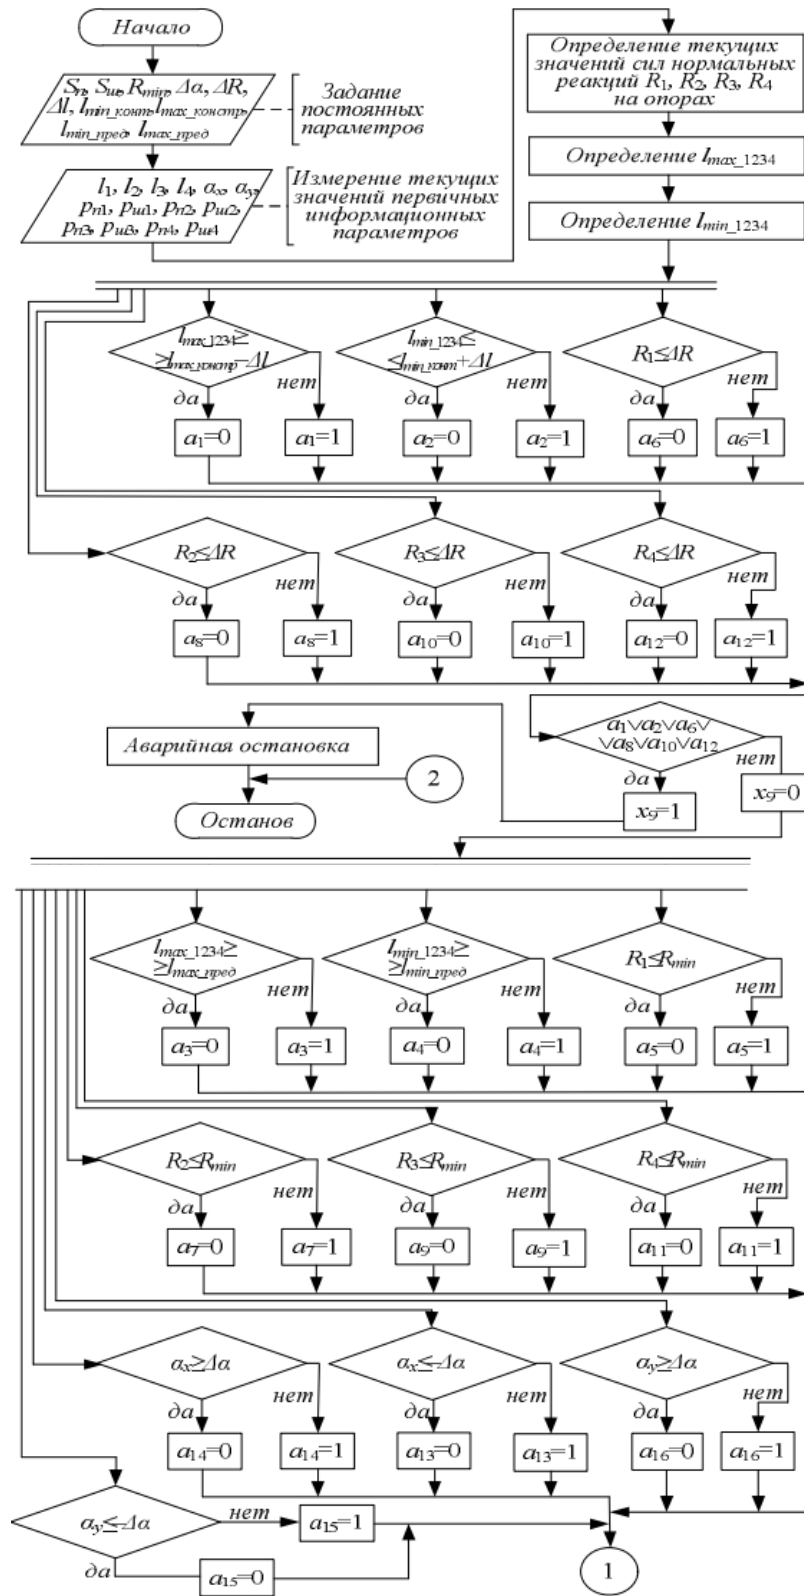 Начало
Sп, Sш, Rmin, Δα, ΔR,
Δl, lmin_конт, lmax_констр,
lmin_пред, lmax_пред
Задание
постоянных
параметров
l1, l2, l3, l4, αx, αy,
pп1, pш1, pп2, pш2,
pп3, pш3, pп4, pш4
Измерение текущих
значений первичных
информационных
параметров
Определение текущих
значений сил нормальных
реакций R1, R2, R3, R4
на опорах
Определение lmax_1234
Определение lmin_1234
lmax_1234≥
≥lmax_констр−Δl
lmin_1234≤
≤lmin_конт+Δl
R1≤ΔR
да
нет
да
нет
да
нет
a1=0
a1=1
a2=0
a2=1
a6=0
a6=1
R2≤ΔR
R3≤ΔR
R4≤ΔR
да
нет
да
нет
да
нет
a8=0
a8=1
a10=0
a10=1
a12=0
a12=1
a1∨a2∨a6∨
∨a8∨a10∨a12
Аварийная остановка
да
нет
2
x9=1
x9=0
Останов
lmax_1234≥
≥lmax_пред
lmin_1234≥
≥lmin_пред
R1≤Rmin
да
нет
да
нет
да
нет
a3=0
a3=1
a4=0
a4=1
a5=0
a5=1
R2≤Rmin
R3≤Rmin
R4≤Rmin
да
нет
да
нет
да
нет
a7=0
a7=1
a9=0
a9=1
a11=0
a11=1
αx≥Δα
αx≤-Δα
αy≥Δα
да
нет
да
нет
да
нет
a14=0
a14=1
a13=0
a13=1
a16=0
a16=1
αy≤-Δα
нет
a15=1
да
a15=0
1